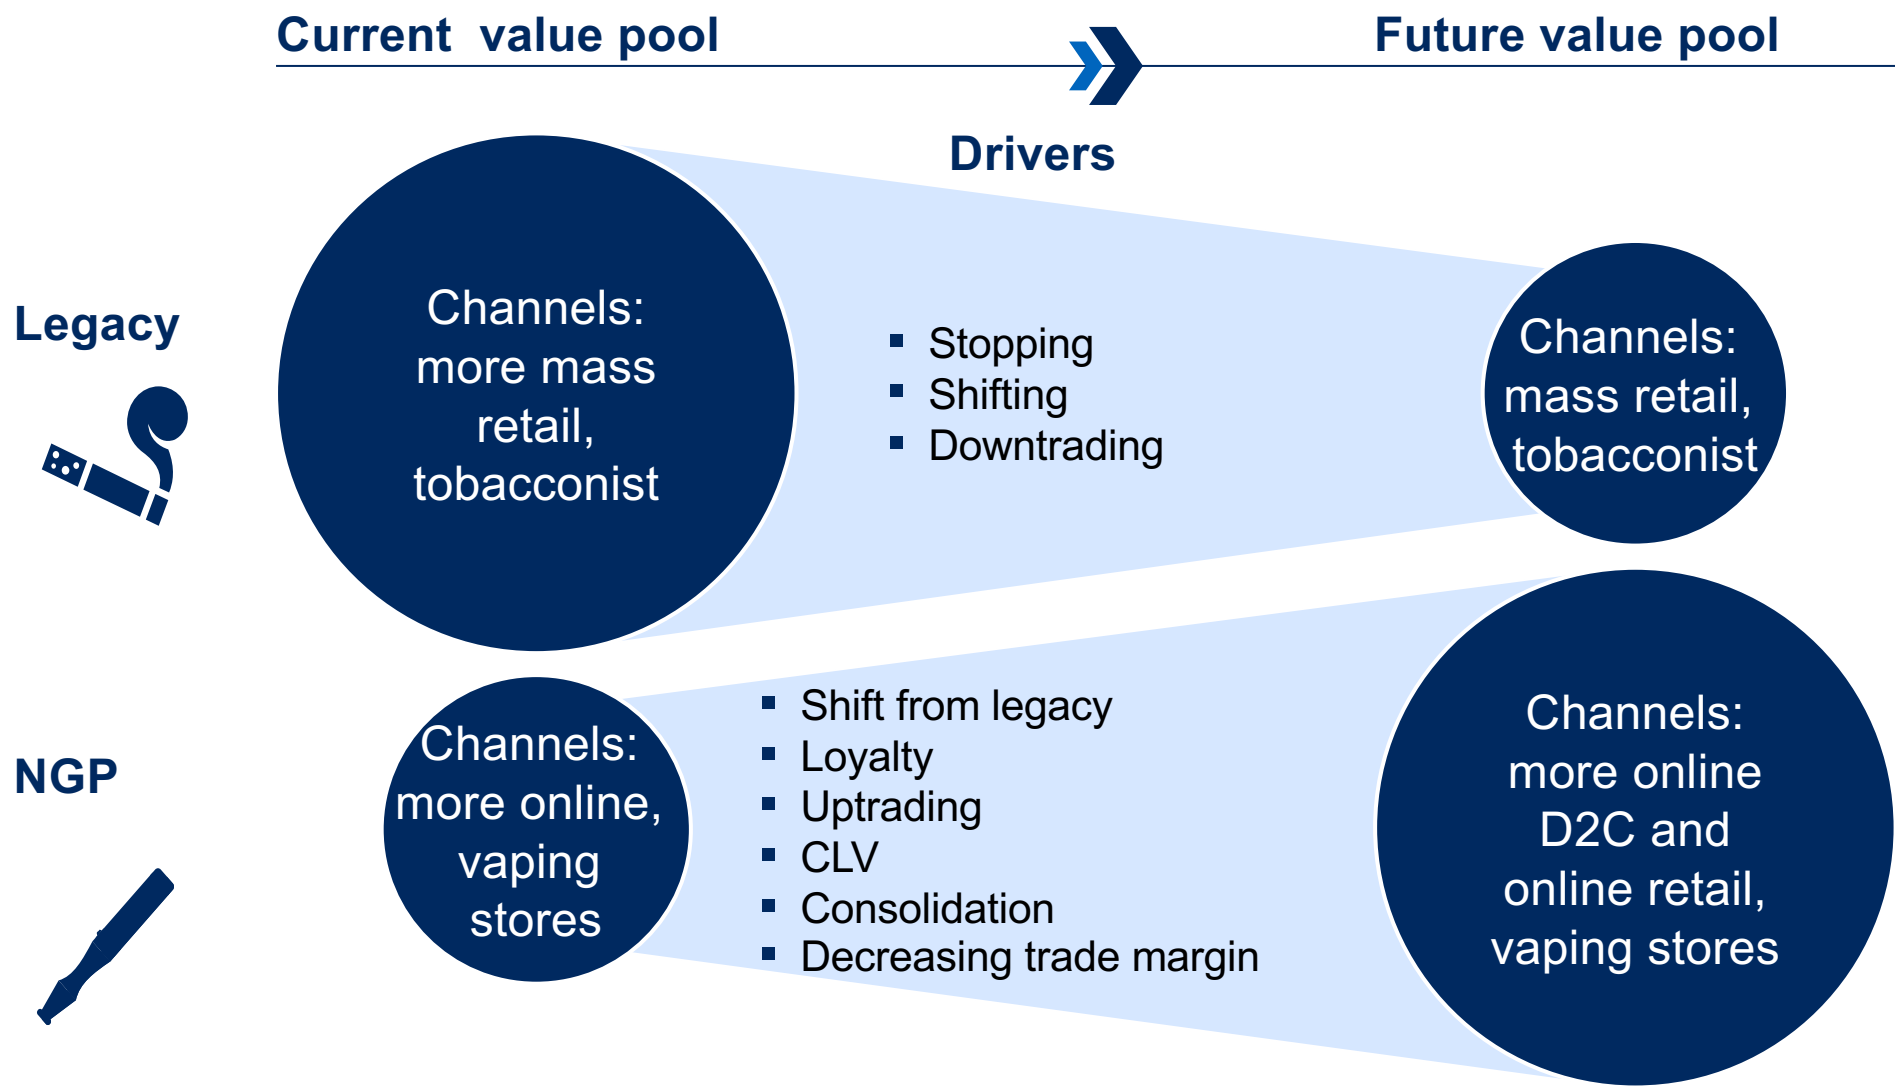 Current value pool
Future value pool
Drivers
Legacy
Channels:
more mass
retail,
tobacconist
▪ Stopping
▪ Shifting
▪ Downtrading
Channels:
mass retail,
tobacconist
NGP
Channels:
more online,
vaping
stores
▪ Shift from legacy
▪ Loyalty
▪ Uptrading
▪ CLV
▪ Consolidation
▪ Decreasing trade margin
Channels:
more online
D2C and
online retail,
vaping stores